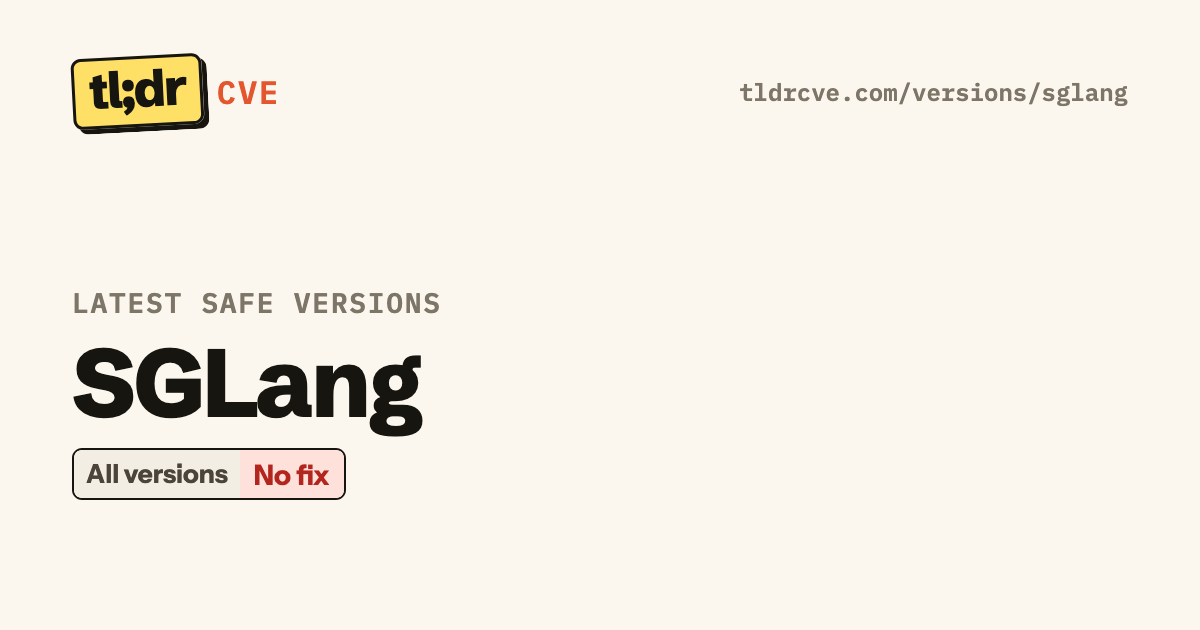 tl;dr CVE
tldrcve.com/versions/sglang
LATEST SAFE VERSIONS
SGLang
All versions No fix